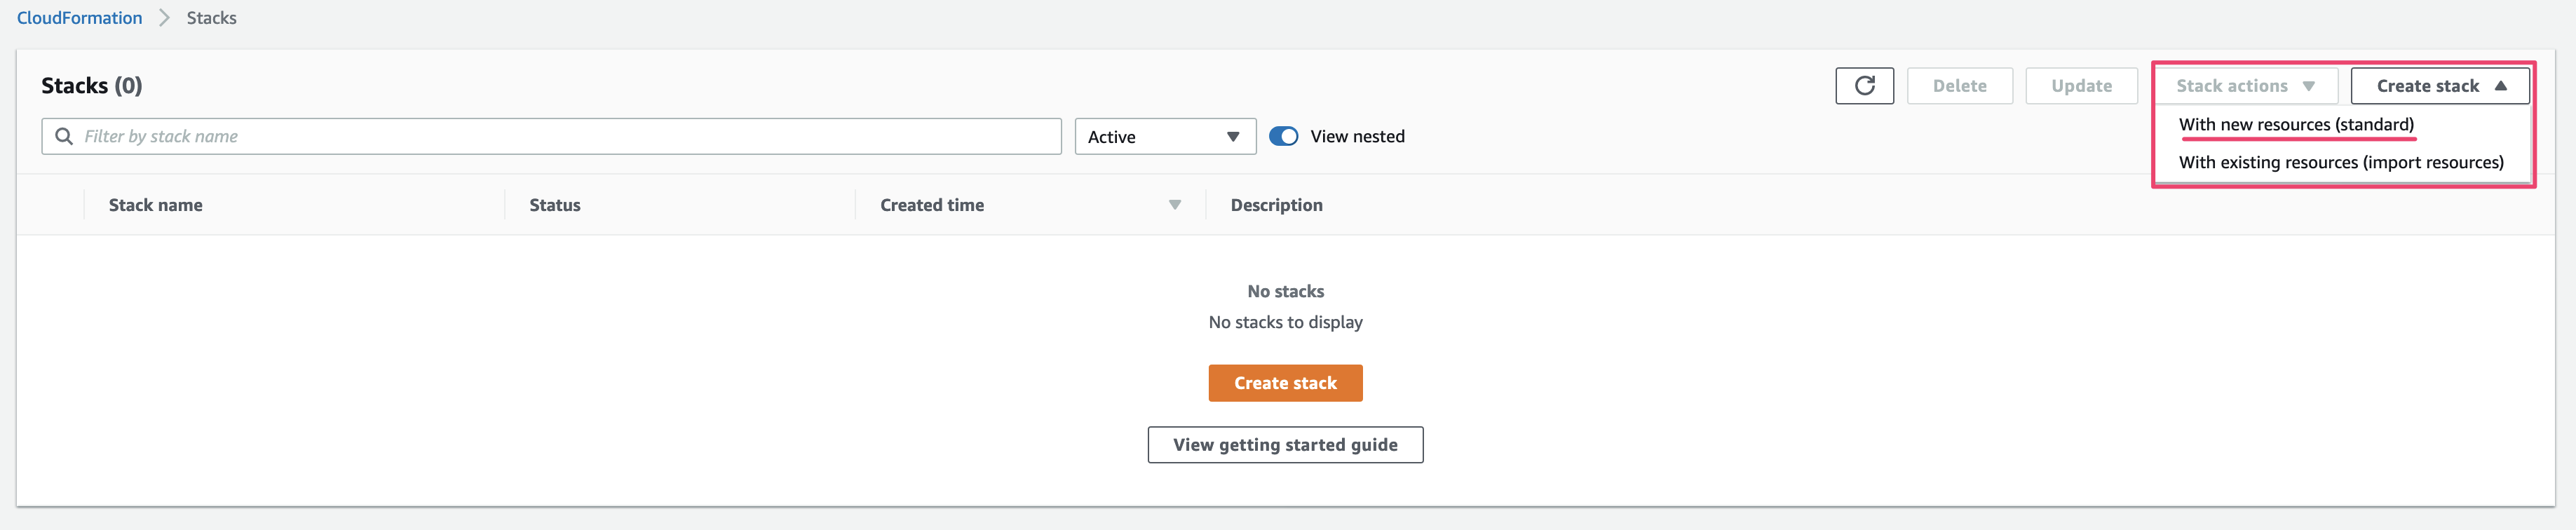 CloudFormation > Stacks
Stacks (0)
Delete
Update
Stack actions
Create stack
Filter by stack name
Active
View nested
With new resources (standard)
With existing resources (import resources)
Stack name
Status
Created time
Description
No stacks
No stacks to display
Create stack
View getting started guide